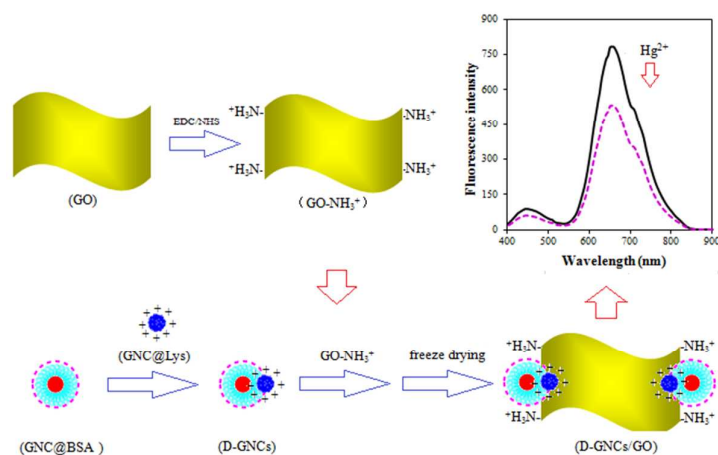 EDC/NHS
⁺H₃N-
-NH₃⁺
⁺H₃N-
-NH₃⁺
(GO)
(GO-NH₃⁺)
900
750
600
450
300
150
0
Fluorescence intensity
Hg²⁺
400 500 600 700 800 900
Wavelength (nm)
+ + + + + + + +
(GNC@Lys)
GO-NH₃⁺
freeze drying
⁺H₃N-
-NH₃⁺
⁺H₃N-
-NH₃⁺
(GNC@BSA )
(D-GNCs)
(D-GNCs/GO)